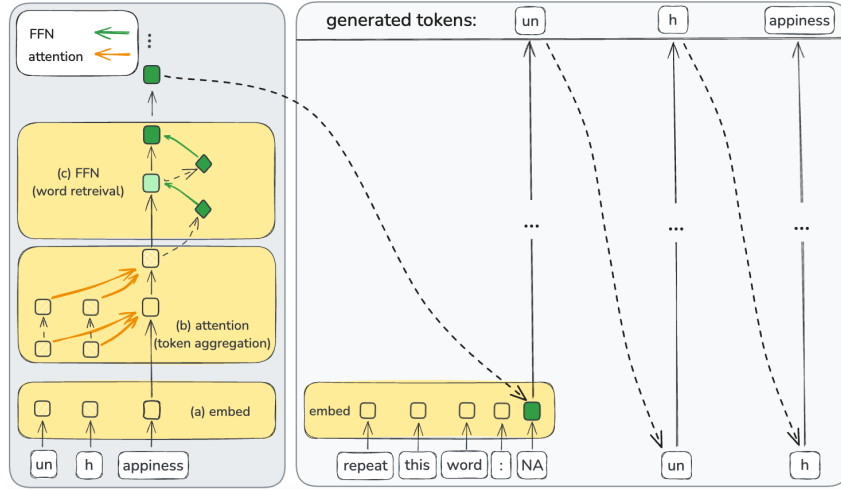 FFN
attention
(c) FFN
(word retreival)
(b) attention
(token aggregation)
(a) embed
un h appiness
generated tokens: un h appiness
...
... ...
embed
repeat this word : NA un h